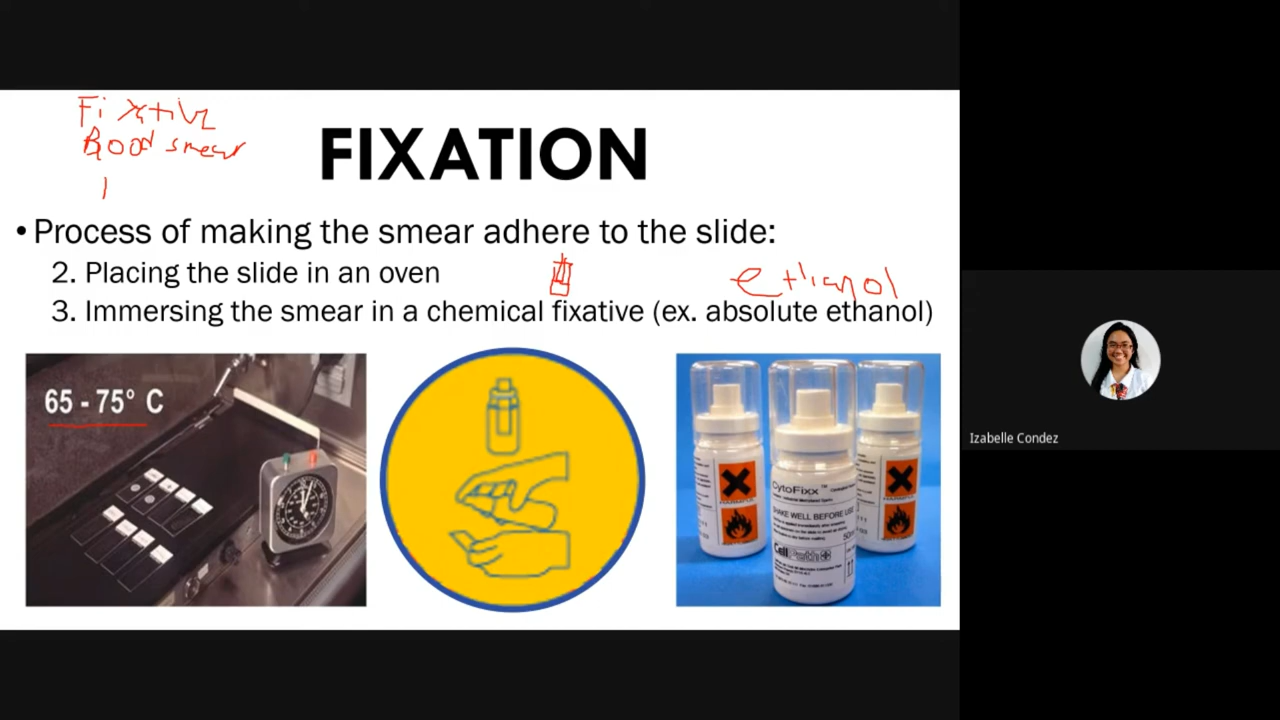 Blood smear
FIXATION
• Process of making the smear adhere to the slide:
2. Placing the slide in an oven
ethanol
3. Immersing the smear in a chemical fixative (ex. absolute ethanol)
65 - 75° C
CytoFixx™
SHAKE WELL BEFORE USE
CellPath
Izabelle Condez